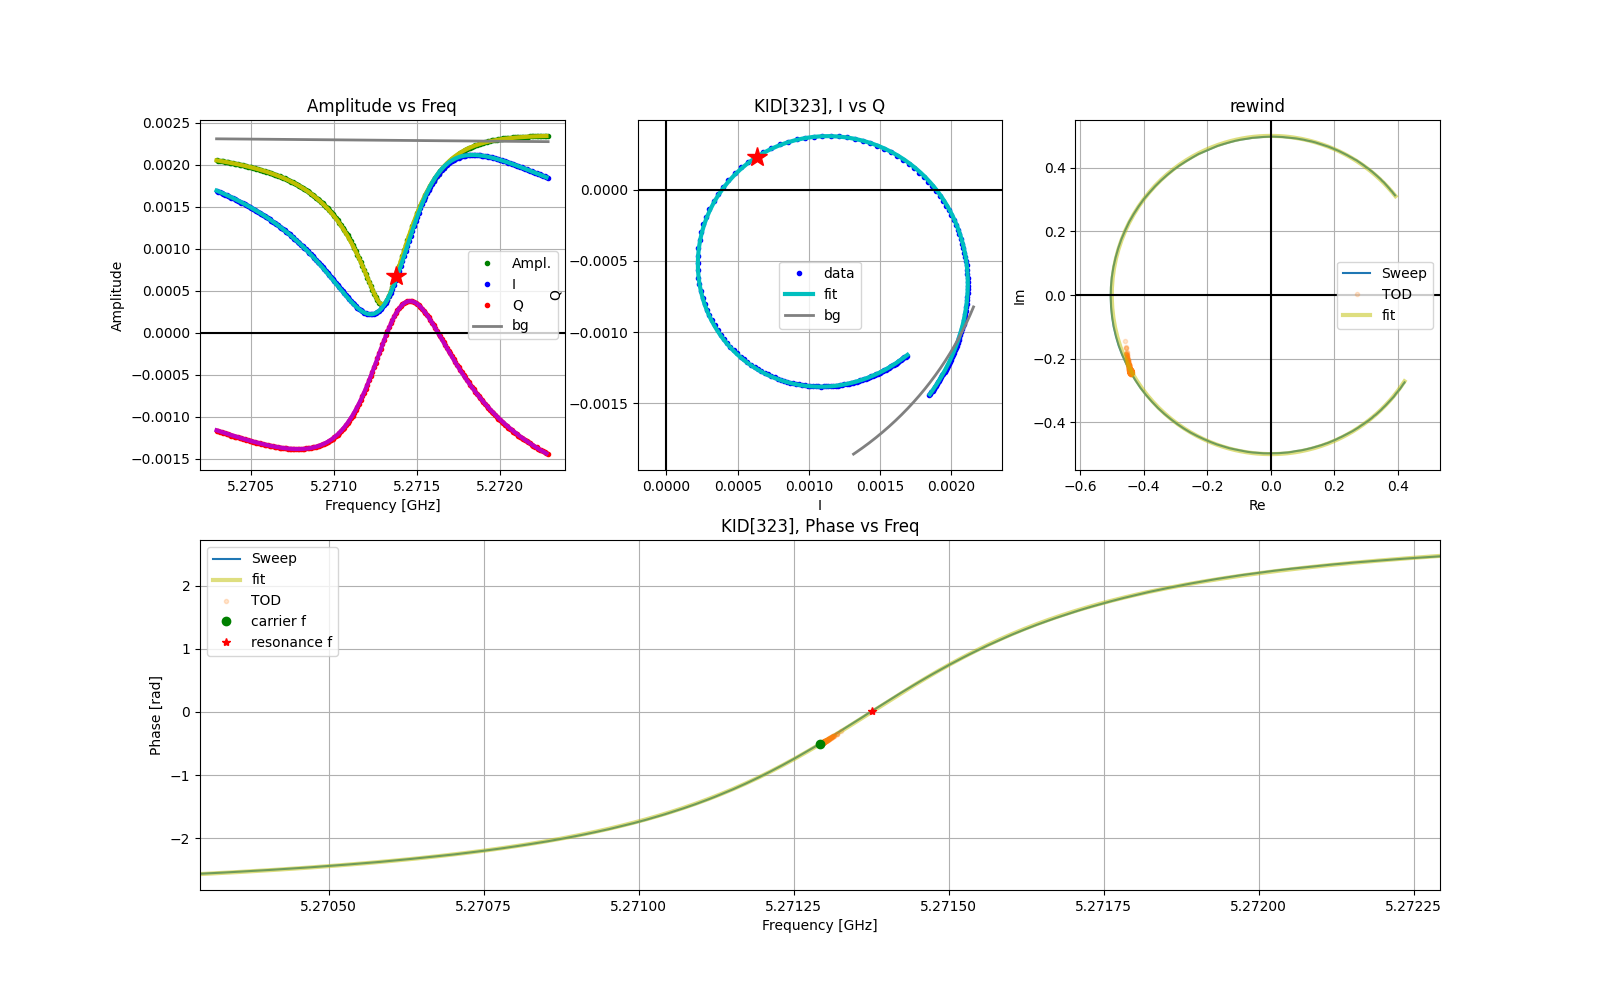 Amplitude vs Freq
0.0025
0.0020
0.0015
0.0010
0.0005
0.0000
−0.0005
−0.0010
−0.0015
Amplitude
5.2705
5.2710
5.2715
5.2720
Frequency [GHz]
Ampl.
I
Q
bg
KID[323], I vs Q
0.0000
−0.0005
−0.0010
−0.0015
Q
0.0000
0.0005
0.0010
0.0015
0.0020
I
data
fit
bg
rewind
0.4
0.2
0.0
−0.2
−0.4
Im
−0.6
−0.4
−0.2
0.0
0.2
0.4
Re
Sweep
TOD
fit
KID[323], Phase vs Freq
2
1
0
−1
−2
Phase [rad]
5.27050
5.27075
5.27100
5.27125
5.27150
5.27175
5.27200
5.27225
Frequency [GHz]
Sweep
fit
TOD
carrier f
resonance f